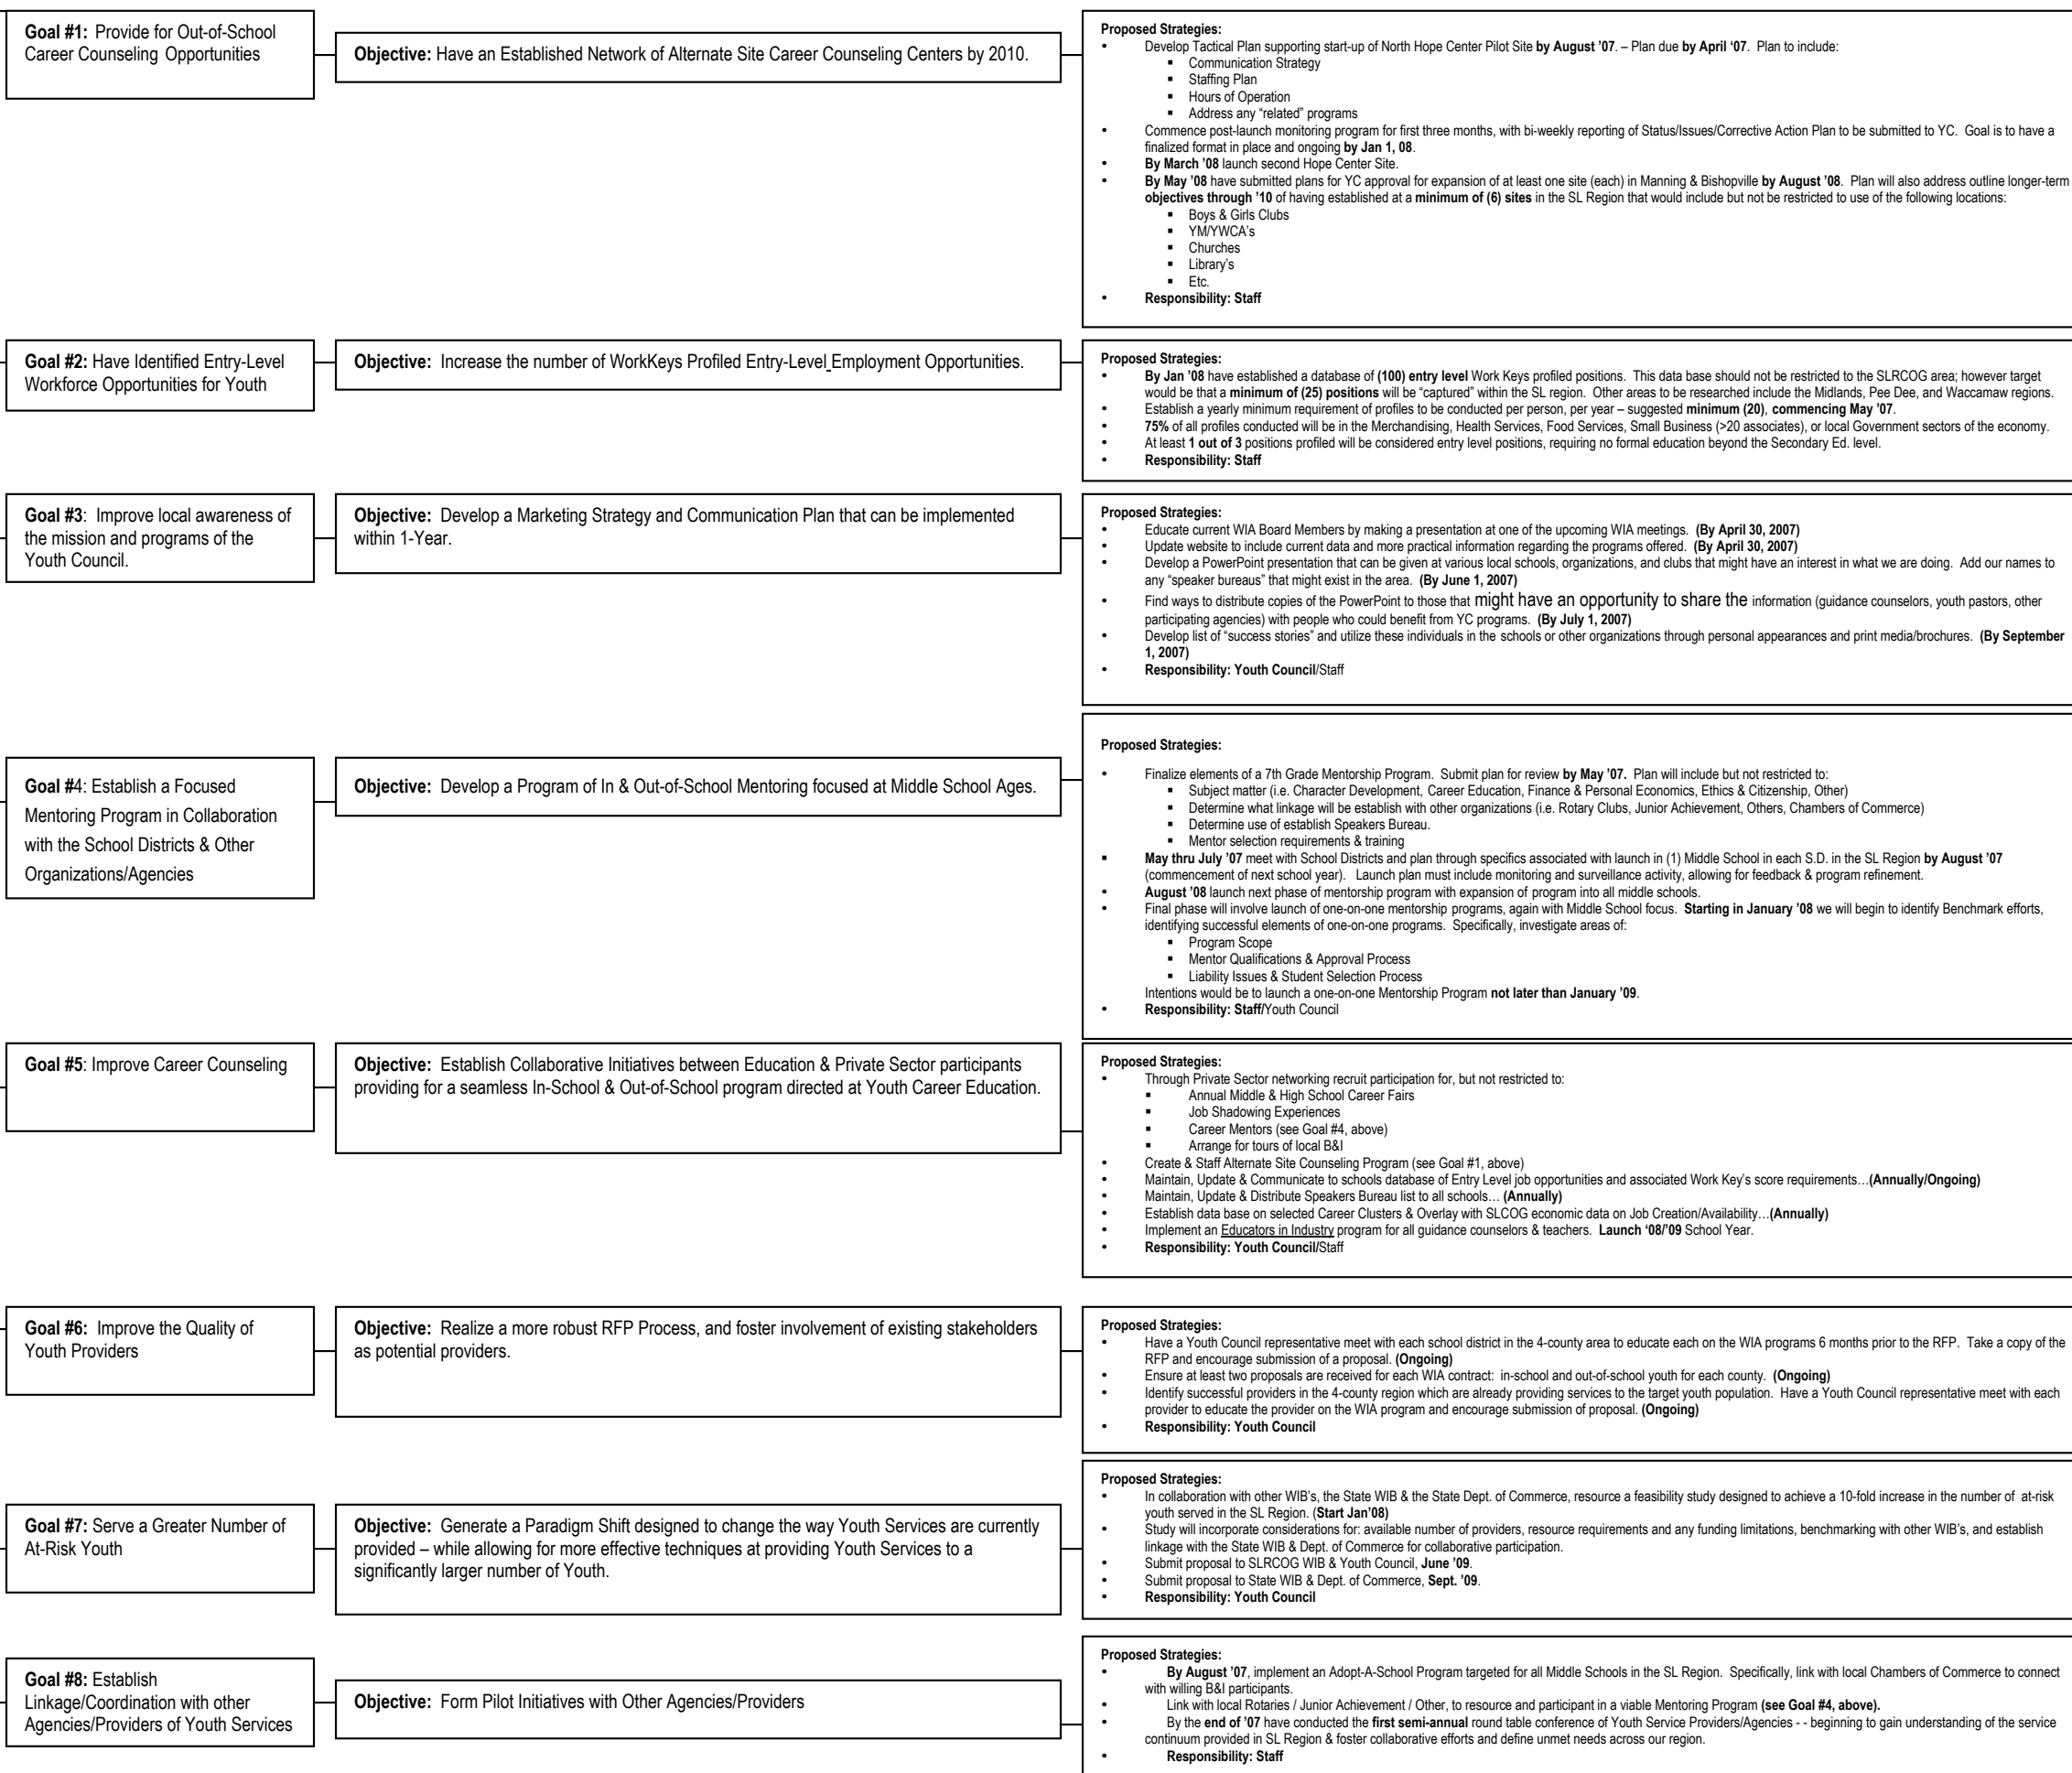 Goal #1: Provide for Out-of-School
Career Counseling Opportunities
Objective: Have an Established Network of Alternate Site Career Counseling Centers by 2010.
Proposed Strategies:
• Develop Tactical Plan supporting start-up of North Hope Center Pilot Site by August '07. – Plan due by April '07. Plan to include:
▪ Communication Strategy
▪ Staffing Plan
▪ Hours of Operation
▪ Address any "related" programs
• Commence post-launch monitoring program for first three months, with bi-weekly reporting of Status/Issues/Corrective Action Plan to be submitted to YC. Goal is to have a
finalized format in place and ongoing by Jan 1, 08.
• By March '08 launch second Hope Center Site.
• By May '08 have submitted plans for YC approval for expansion of at least one site (each) in Manning & Bishopville by August '08. Plan will also address outline longer-term
objectives through '10 of having established at a minimum of (6) sites in the SL Region that would include but not be restricted to use of the following locations:
▪ Boys & Girls Clubs
▪ YM/YWCA's
▪ Churches
▪ Library's
▪ Etc.
• Responsibility: Staff
Goal #2: Have Identified Entry-Level
Workforce Opportunities for Youth
Objective: Increase the number of WorkKeys Profiled Entry-Level Employment Opportunities.
Proposed Strategies:
• By Jan '08 have established a database of (100) entry level Work Keys profiled positions. This data base should not be restricted to the SLRCOG area; however target
would be that a minimum of (25) positions will be "captured" within the SL region. Other areas to be researched include the Midlands, Pee Dee, and Waccamaw regions.
• Establish a yearly minimum requirement of profiles to be conducted per person, per year – suggested minimum (20), commencing May '07.
• 75% of all profiles conducted will be in the Merchandising, Health Services, Food Services, Small Business (>20 associates), or local Government sectors of the economy.
• At least 1 out of 3 positions profiled will be considered entry level positions, requiring no formal education beyond the Secondary Ed. level.
• Responsibility: Staff
Goal #3: Improve local awareness of
the mission and programs of the
Youth Council.
Objective: Develop a Marketing Strategy and Communication Plan that can be implemented
within 1-Year.
Proposed Strategies:
• Educate current WIA Board Members by making a presentation at one of the upcoming WIA meetings. (By April 30, 2007)
• Update website to include current data and more practical information regarding the programs offered. (By April 30, 2007)
• Develop a PowerPoint presentation that can be given at various local schools, organizations, and clubs that might have an interest in what we are doing. Add our names to
any "speaker bureaus" that might exist in the area. (By June 1, 2007)
• Find ways to distribute copies of the PowerPoint to those that might have an opportunity to share the information (guidance counselors, youth pastors, other
participating agencies) with people who could benefit from YC programs. (By July 1, 2007)
• Develop list of "success stories" and utilize these individuals in the schools or other organizations through personal appearances and print media/brochures. (By September
1, 2007)
• Responsibility: Youth Council/Staff
Goal #4: Establish a Focused
Mentoring Program in Collaboration
with the School Districts & Other
Organizations/Agencies
Objective: Develop a Program of In & Out-of-School Mentoring focused at Middle School Ages.
Proposed Strategies:
• Finalize elements of a 7th Grade Mentorship Program. Submit plan for review by May '07. Plan will include but not restricted to:
▪ Subject matter (i.e. Character Development, Career Education, Finance & Personal Economics, Ethics & Citizenship, Other)
▪ Determine what linkage will be establish with other organizations (i.e. Rotary Clubs, Junior Achievement, Others, Chambers of Commerce)
▪ Determine use of establish Speakers Bureau.
▪ Mentor selection requirements & training
▪ May thru July '07 meet with School Districts and plan through specifics associated with launch in (1) Middle School in each S.D. in the SL Region by August '07
(commencement of next school year). Launch plan must include monitoring and surveillance activity, allowing for feedback & program refinement.
• August '08 launch next phase of mentorship program with expansion of program into all middle schools.
• Final phase will involve launch of one-on-one mentorship programs, again with Middle School focus. Starting in January '08 we will begin to identify Benchmark efforts,
identifying successful elements of one-on-one programs. Specifically, investigate areas of:
▪ Program Scope
▪ Mentor Qualifications & Approval Process
▪ Liability Issues & Student Selection Process
Intentions would be to launch a one-on-one Mentorship Program not later than January '09.
• Responsibility: Staff/Youth Council
Goal #5: Improve Career Counseling
Objective: Establish Collaborative Initiatives between Education & Private Sector participants
providing for a seamless In-School & Out-of-School program directed at Youth Career Education.
Proposed Strategies:
• Through Private Sector networking recruit participation for, but not restricted to:
▪ Annual Middle & High School Career Fairs
▪ Job Shadowing Experiences
▪ Career Mentors (see Goal #4, above)
▪ Arrange for tours of local B&I
• Create & Staff Alternate Site Counseling Program (see Goal #1, above)
• Maintain, Update & Communicate to schools database of Entry Level job opportunities and associated Work Key's score requirements…(Annually/Ongoing)
• Maintain, Update & Distribute Speakers Bureau list to all schools… (Annually)
• Establish data base on selected Career Clusters & Overlay with SLCOG economic data on Job Creation/Availability…(Annually)
• Implement an Educators in Industry program for all guidance counselors & teachers. Launch '08/'09 School Year.
• Responsibility: Youth Council/Staff
Goal #6: Improve the Quality of
Youth Providers
Objective: Realize a more robust RFP Process, and foster involvement of existing stakeholders
as potential providers.
Proposed Strategies:
• Have a Youth Council representative meet with each school district in the 4-county area to educate each on the WIA programs 6 months prior to the RFP. Take a copy of the
RFP and encourage submission of a proposal. (Ongoing)
• Ensure at least two proposals are received for each WIA contract: in-school and out-of-school youth for each county. (Ongoing)
• Identify successful providers in the 4-county region which are already providing services to the target youth population. Have a Youth Council representative meet with each
provider to educate the provider on the WIA program and encourage submission of proposal. (Ongoing)
• Responsibility: Youth Council
Goal #7: Serve a Greater Number of
At-Risk Youth
Objective: Generate a Paradigm Shift designed to change the way Youth Services are currently
provided – while allowing for more effective techniques at providing Youth Services to a
significantly larger number of Youth.
Proposed Strategies:
• In collaboration with other WIB's, the State WIB & the State Dept. of Commerce, resource a feasibility study designed to achieve a 10-fold increase in the number of at-risk
youth served in the SL Region. (Start Jan'08)
• Study will incorporate considerations for: available number of providers, resource requirements and any funding limitations, benchmarking with other WIB's, and establish
linkage with the State WIB & Dept. of Commerce for collaborative participation.
• Submit proposal to SLRCOG WIB & Youth Council, June '09.
• Submit proposal to State WIB & Dept. of Commerce, Sept. '09.
• Responsibility: Youth Council
Goal #8: Establish
Linkage/Coordination with other
Agencies/Providers of Youth Services
Objective: Form Pilot Initiatives with Other Agencies/Providers
Proposed Strategies:
• By August '07, implement an Adopt-A-School Program targeted for all Middle Schools in the SL Region. Specifically, link with local Chambers of Commerce to connect
with willing B&I participants.
• Link with local Rotaries / Junior Achievement / Other, to resource and participant in a viable Mentoring Program (see Goal #4, above).
• By the end of '07 have conducted the first semi-annual round table conference of Youth Service Providers/Agencies - - beginning to gain understanding of the service
continuum provided in SL Region & foster collaborative efforts and define unmet needs across our region.
• Responsibility: Staff